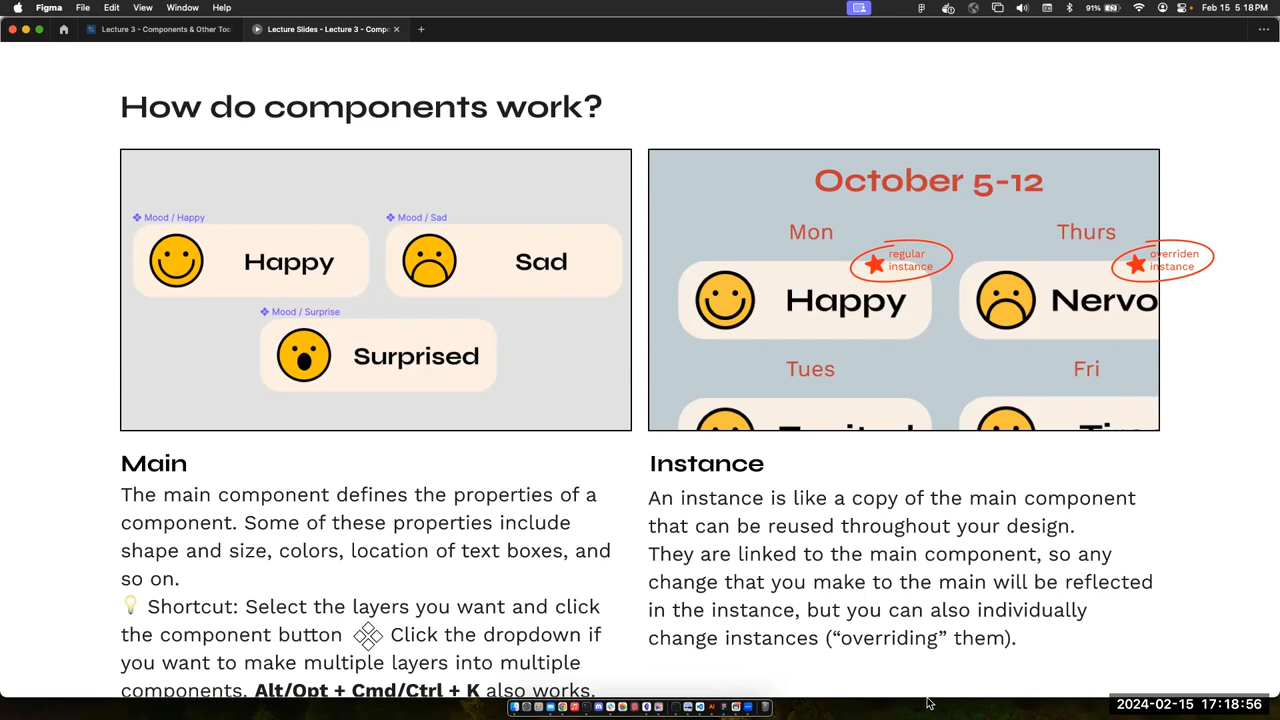 Figma File Edit View Window Help
91% Feb 15 5 18 PM
Lecture 3 - Components & Other Too
Lecture Slides - Lecture 3 - Compo
How do components work?
Mood / Happy
Mood / Sad
Happy
Sad
Mood / Surprise
Surprised
October 5-12
Mon
Thurs
regular
instance
overriden
instance
Happy
Nervo
Tues
Fri
Main
The main component defines the properties of a
component. Some of these properties include
shape and size, colors, location of text boxes, and
so on.
💡 Shortcut: Select the layers you want and click
the component button Click the dropdown if
you want to make multiple layers into multiple
components. Alt/Opt + Cmd/Ctrl + K also works.
Instance
An instance is like a copy of the main component
that can be reused throughout your design.
They are linked to the main component, so any
change that you make to the main will be reflected
in the instance, but you can also individually
change instances (“overriding” them).
2024-02-15 17:18:56